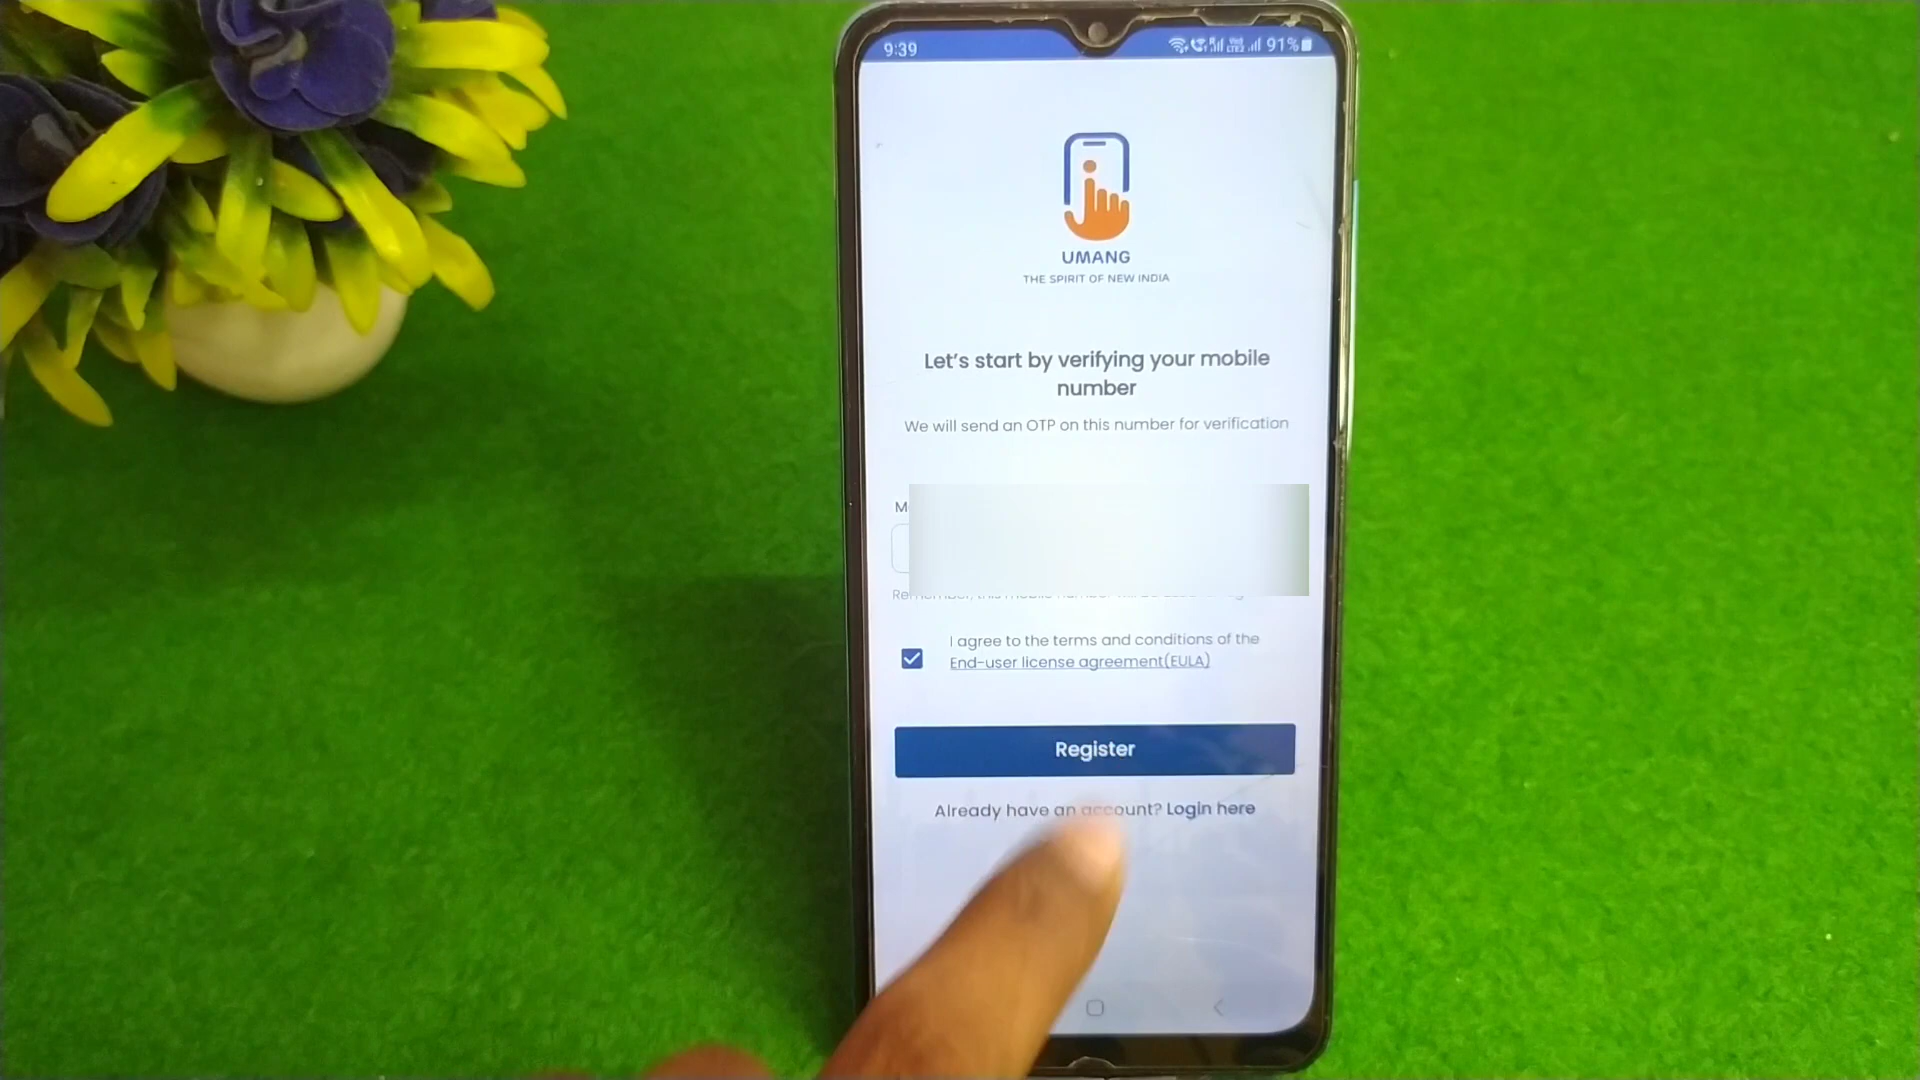 9:39
91%
UMANG
THE SPIRIT OF NEW INDIA
Let's start by verifying your mobile
number
We will send an OTP on this number for verification
I agree to the terms and conditions of the
End-user license agreement(EULA)
Register
Already have an account? Login here